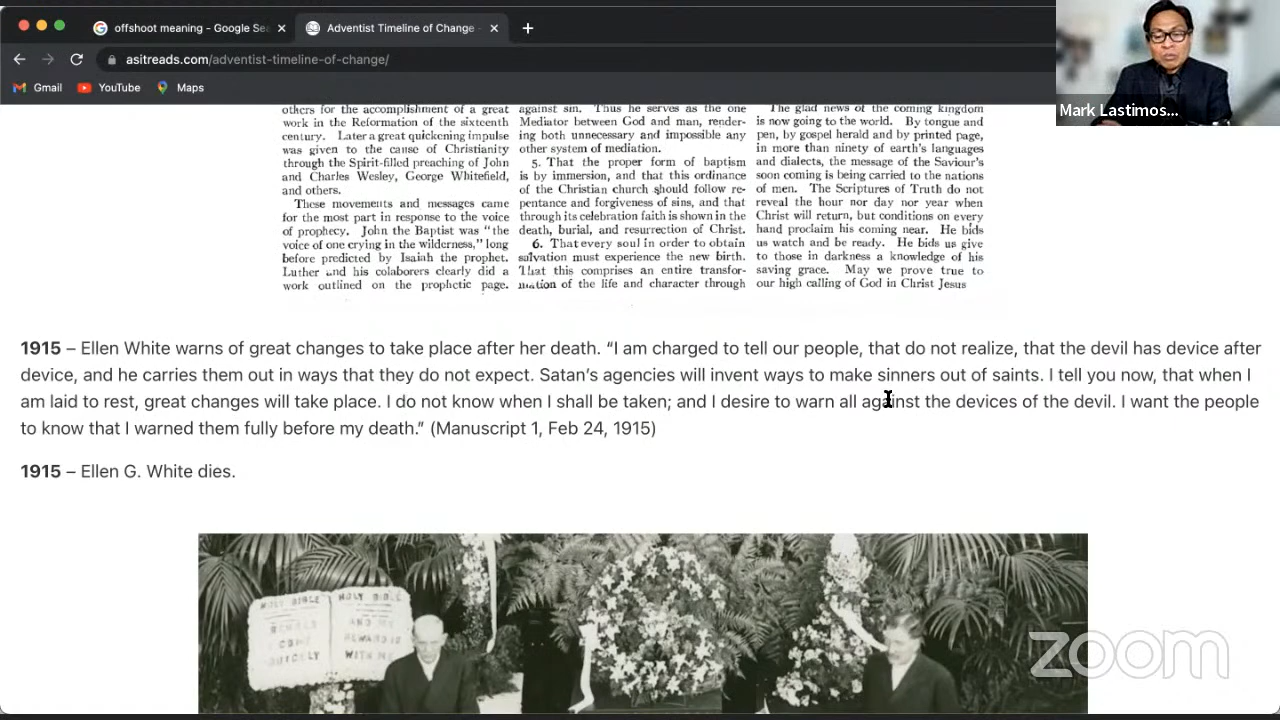 offshoot meaning - Google Se
Adventist Timeline of Change
asitreads.com/adventist-timeline-of-change/
Gmail
YouTube
Maps
Mark Lastimos...
others for the accomplishment of a great
work in the Reformation of the sixteenth
century. Later a great quickening impulse
was given to the cause of Christianity
through the Spirit-filled preaching of John
and Charles Wesley, George Whitefield,
and others.
These movements and messages came
for the most part in response to the voice
of prophecy. John the Baptist was "the
voice of one crying in the wilderness," long
before predicted by Isaiah the prophet.
Luther and his colaborers clearly did a
work outlined on the prophetic page.
against sin. Thus he serves as the one
Mediator between God and man, render-
ing both unnecessary and impossible any
other system of mediation.
5. That the proper form of baptism
is by immersion, and that this ordinance
of the Christian church should follow re-
pentance and forgiveness of sins, and that
through its celebration faith is shown in the
death, burial, and resurrection of Christ.
6. That every soul in order to obtain
salvation must experience the new birth.
That this comprises an entire transfor-
mation of the life and character through
The glad news of the coming kingdom
is now going to the world. By tongue and
pen, by gospel herald and by printed page,
in more than ninety of earth's languages
and dialects, the message of the Saviour's
soon coming is being carried to the nations
of men. The Scriptures of Truth do not
reveal the hour nor day nor year when
Christ will return, but conditions on every
hand proclaim his coming near. He bids
us watch and be ready. He bids us give
to those in darkness a knowledge of his
saving grace. May we prove true to
our high calling of God in Christ Jesus
1915 – Ellen White warns of great changes to take place after her death. “I am charged to tell our people, that do not realize, that the devil has device after
device, and he carries them out in ways that they do not expect. Satan’s agencies will invent ways to make sinners out of saints. I tell you now, that when I
am laid to rest, great changes will take place. I do not know when I shall be taken; and I desire to warn all against the devices of the devil. I want the people
to know that I warned them fully before my death.” (Manuscript 1, Feb 24, 1915)
1915 – Ellen G. White dies.
HOLY BIBLE HOLY BIBLE
BEHOLD AND MY
I COME REWARD IS
QUICKLY WITH ME
zoom